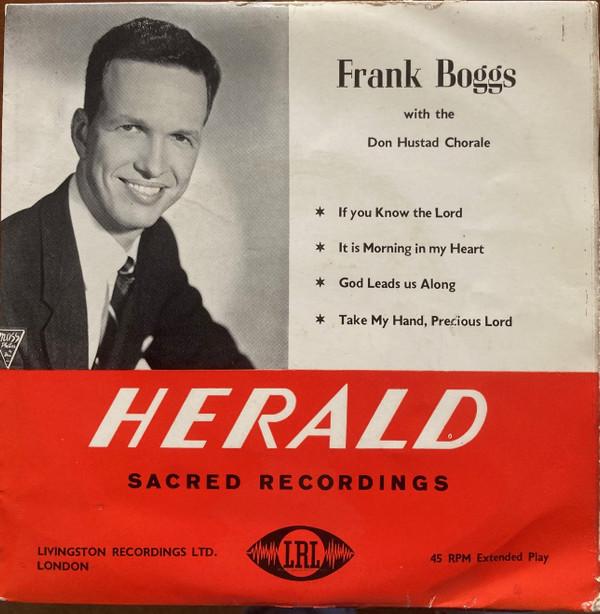 Frank Boggs
with the
Don Hustad Chorale
✶ If you Know the Lord
✶ It is Morning in my Heart
✶ God Leads us Along
✶ Take My Hand, Precious Lord
moss
HERALD
SACRED RECORDINGS
LIVINGSTON RECORDINGS LTD.
LONDON
LRL
45 RPM Extended Play